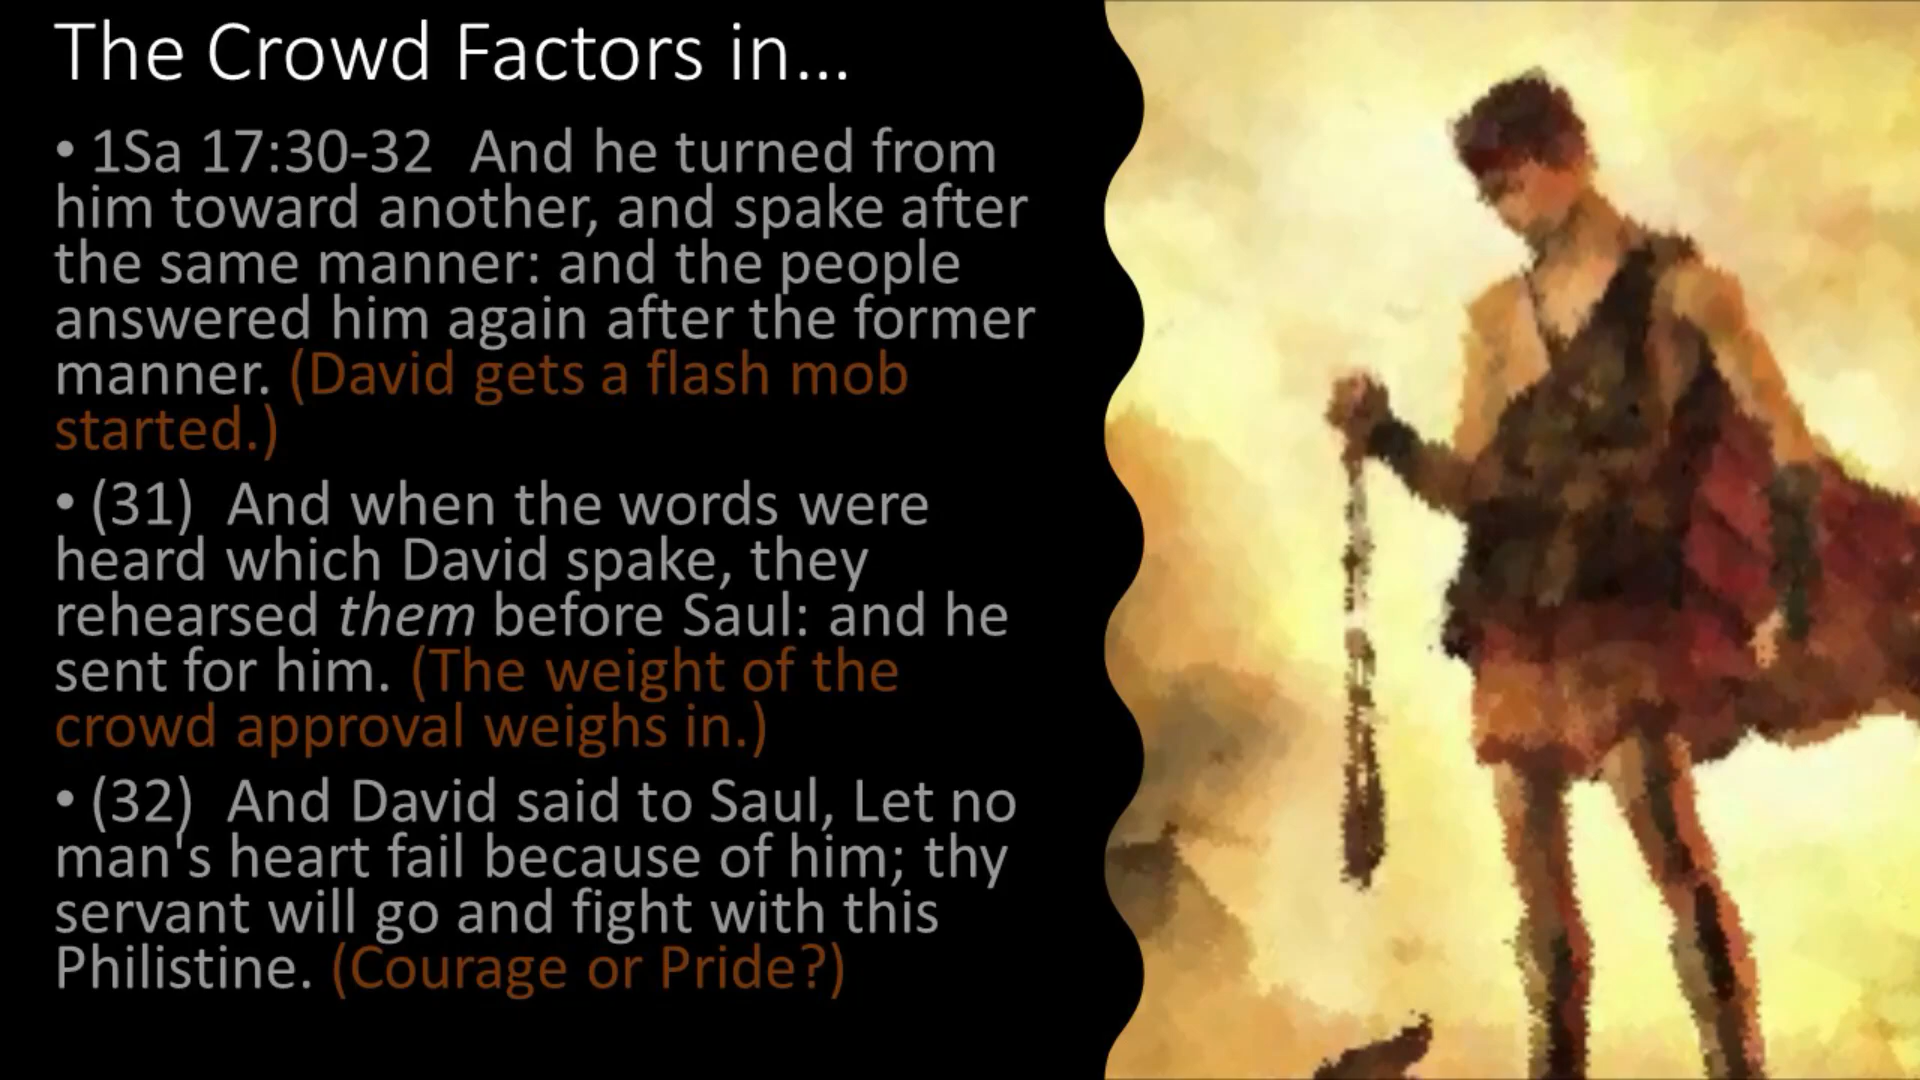 The Crowd Factors in...
• 1Sa 17:30-32 And he turned from
him toward another, and spake after
the same manner: and the people
answered him again after the former
manner. (David gets a flash mob
started.)
• (31) And when the words were
heard which David spake, they
rehearsed them before Saul: and he
sent for him. (The weight of the
crowd approval weighs in.)
• (32) And David said to Saul, Let no
man's heart fail because of him; thy
servant will go and fight with this
Philistine. (Courage or Pride?)